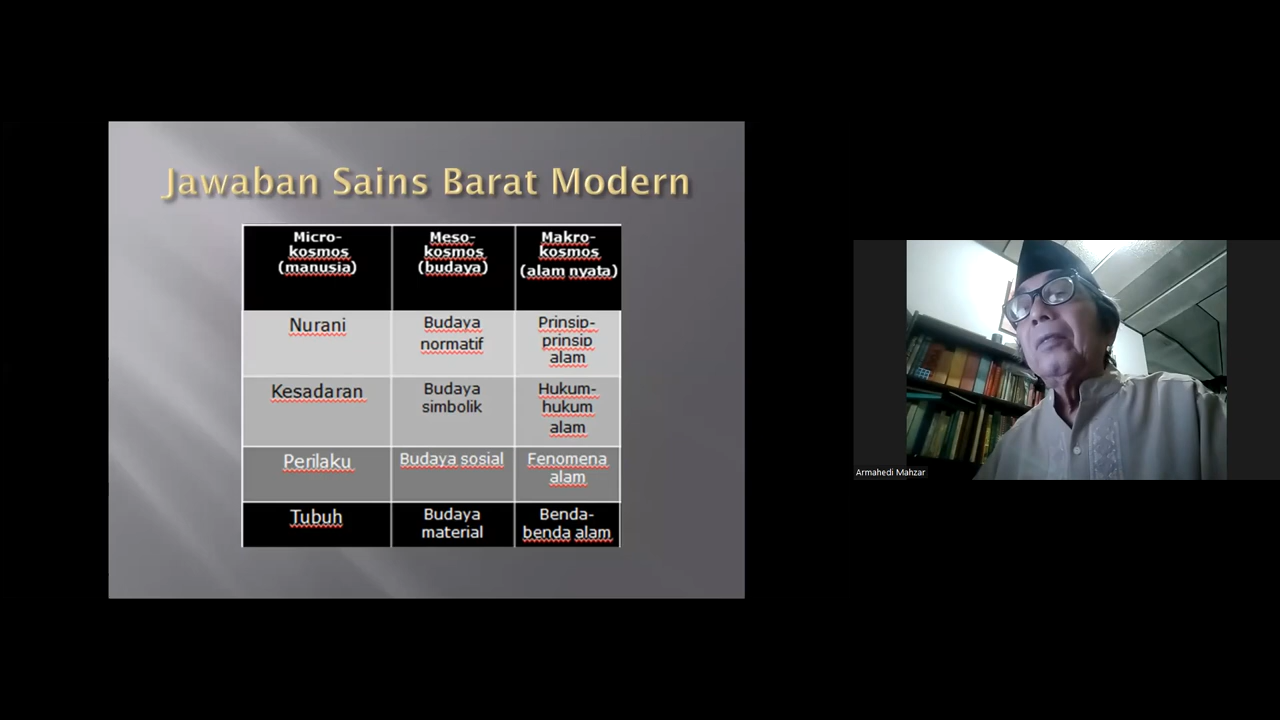 Jawaban Sains Barat Modern
Micro-
kosmos
(manusia)
Meso-
kosmos
(budaya)
Makro-
kosmos
(alam nyata)
Nurani
Budaya
normatif
Prinsip-
prinsip
alam
Kesadaran
Budaya
simbolik
Hukum-
hukum
alam
Perilaku
Budaya sosial
Fenomena
alam
Tubuh
Budaya
material
Benda-
benda alam
Armahedi Mahzar